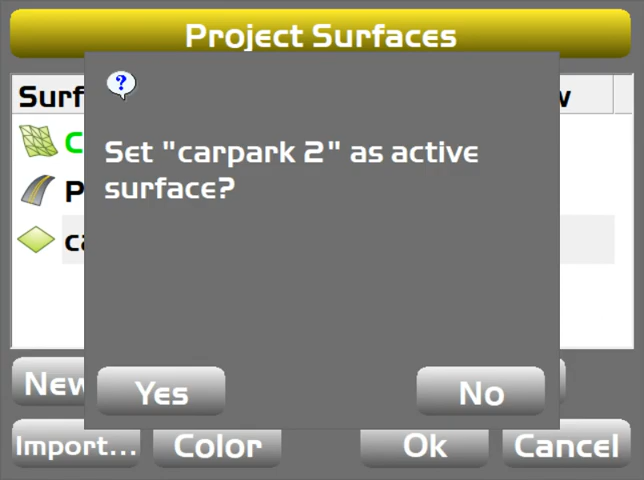 Project Surfaces
Surf
w
C
P
ca
?
Set "carpark 2" as active
surface?
New
Yes
No
Import...
Color
Ok
Cancel